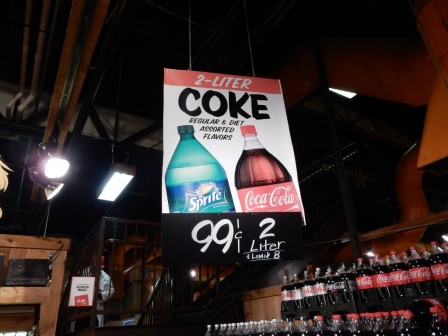 2-LITER
COKE
REGULAR & DIET
ASSORTED
FLAVORS
Sprite
Coca-Cola
99¢ 2
Liter
LIMIT 8